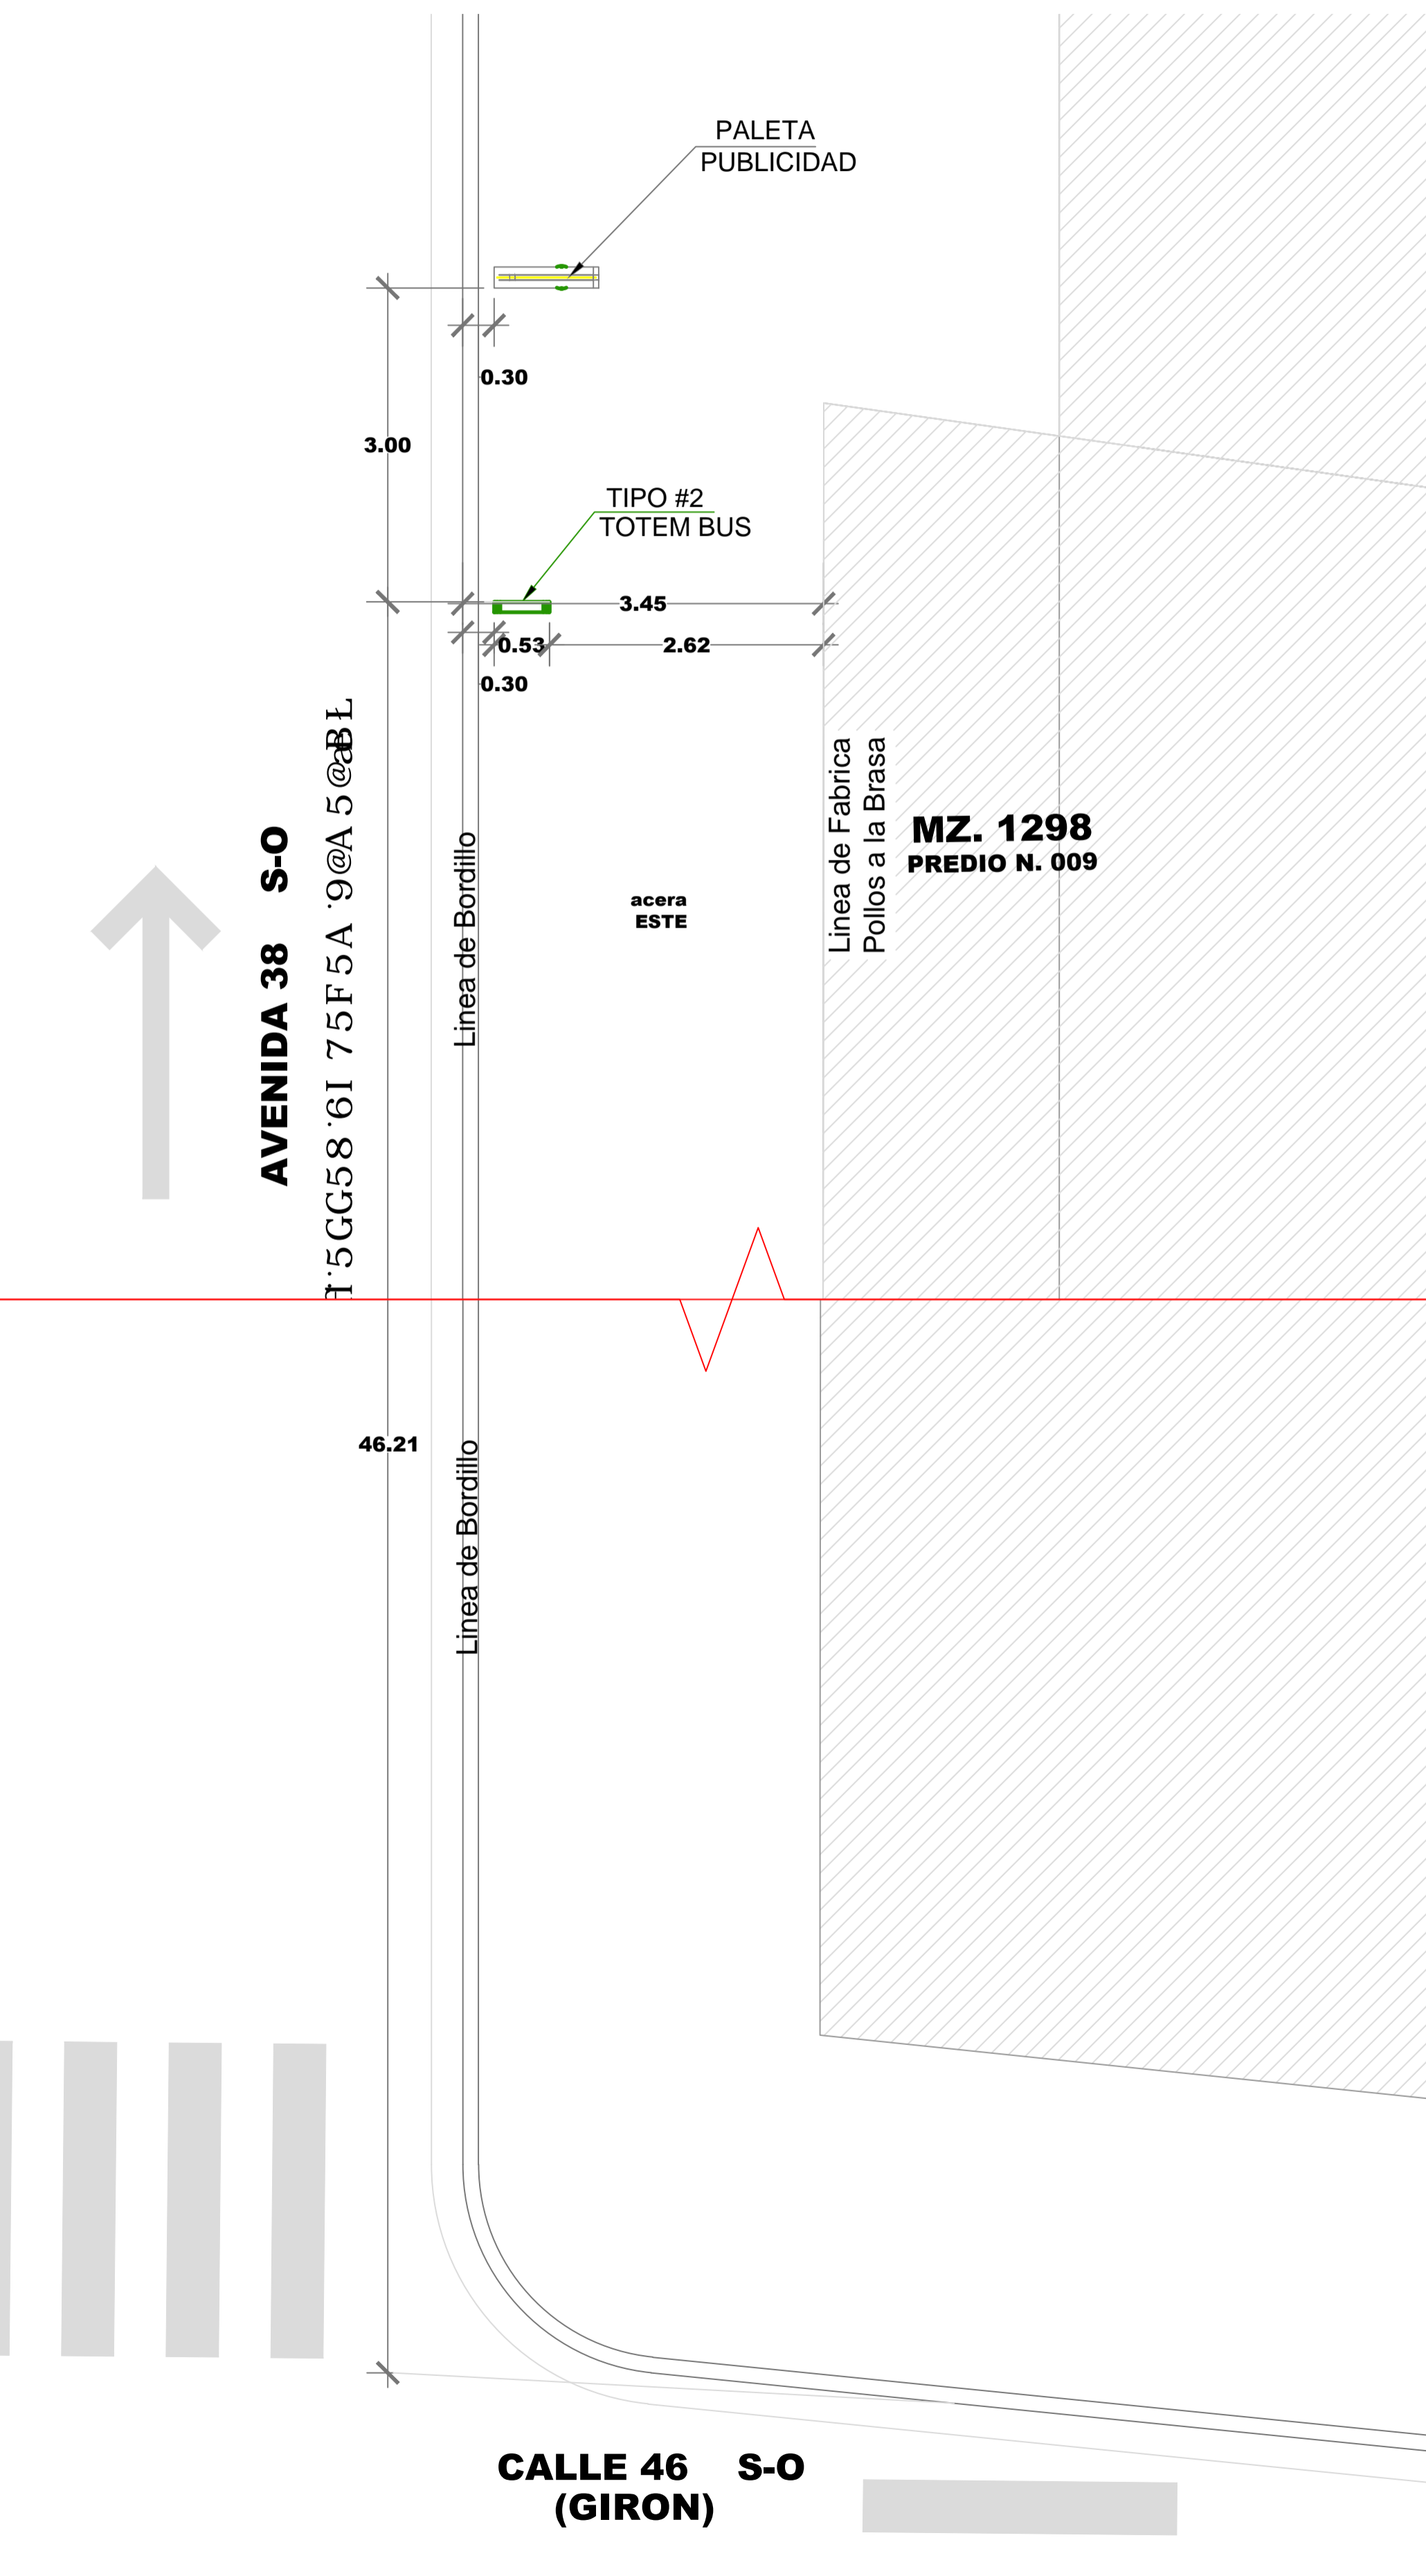 PALETA
PUBLICIDAD
0.30
3.00
TIPO #2
TOTEM BUS
3.45
0.53
2.62
0.30
AVENIDA 38 S-O
Linea de Bordillo
acera
ESTE
Linea de Fabrica
Pollos a la Brasa
MZ. 1298
PREDIO N. 009
46.21
Linea de Bordillo
CALLE 46 S-O
(GIRON)